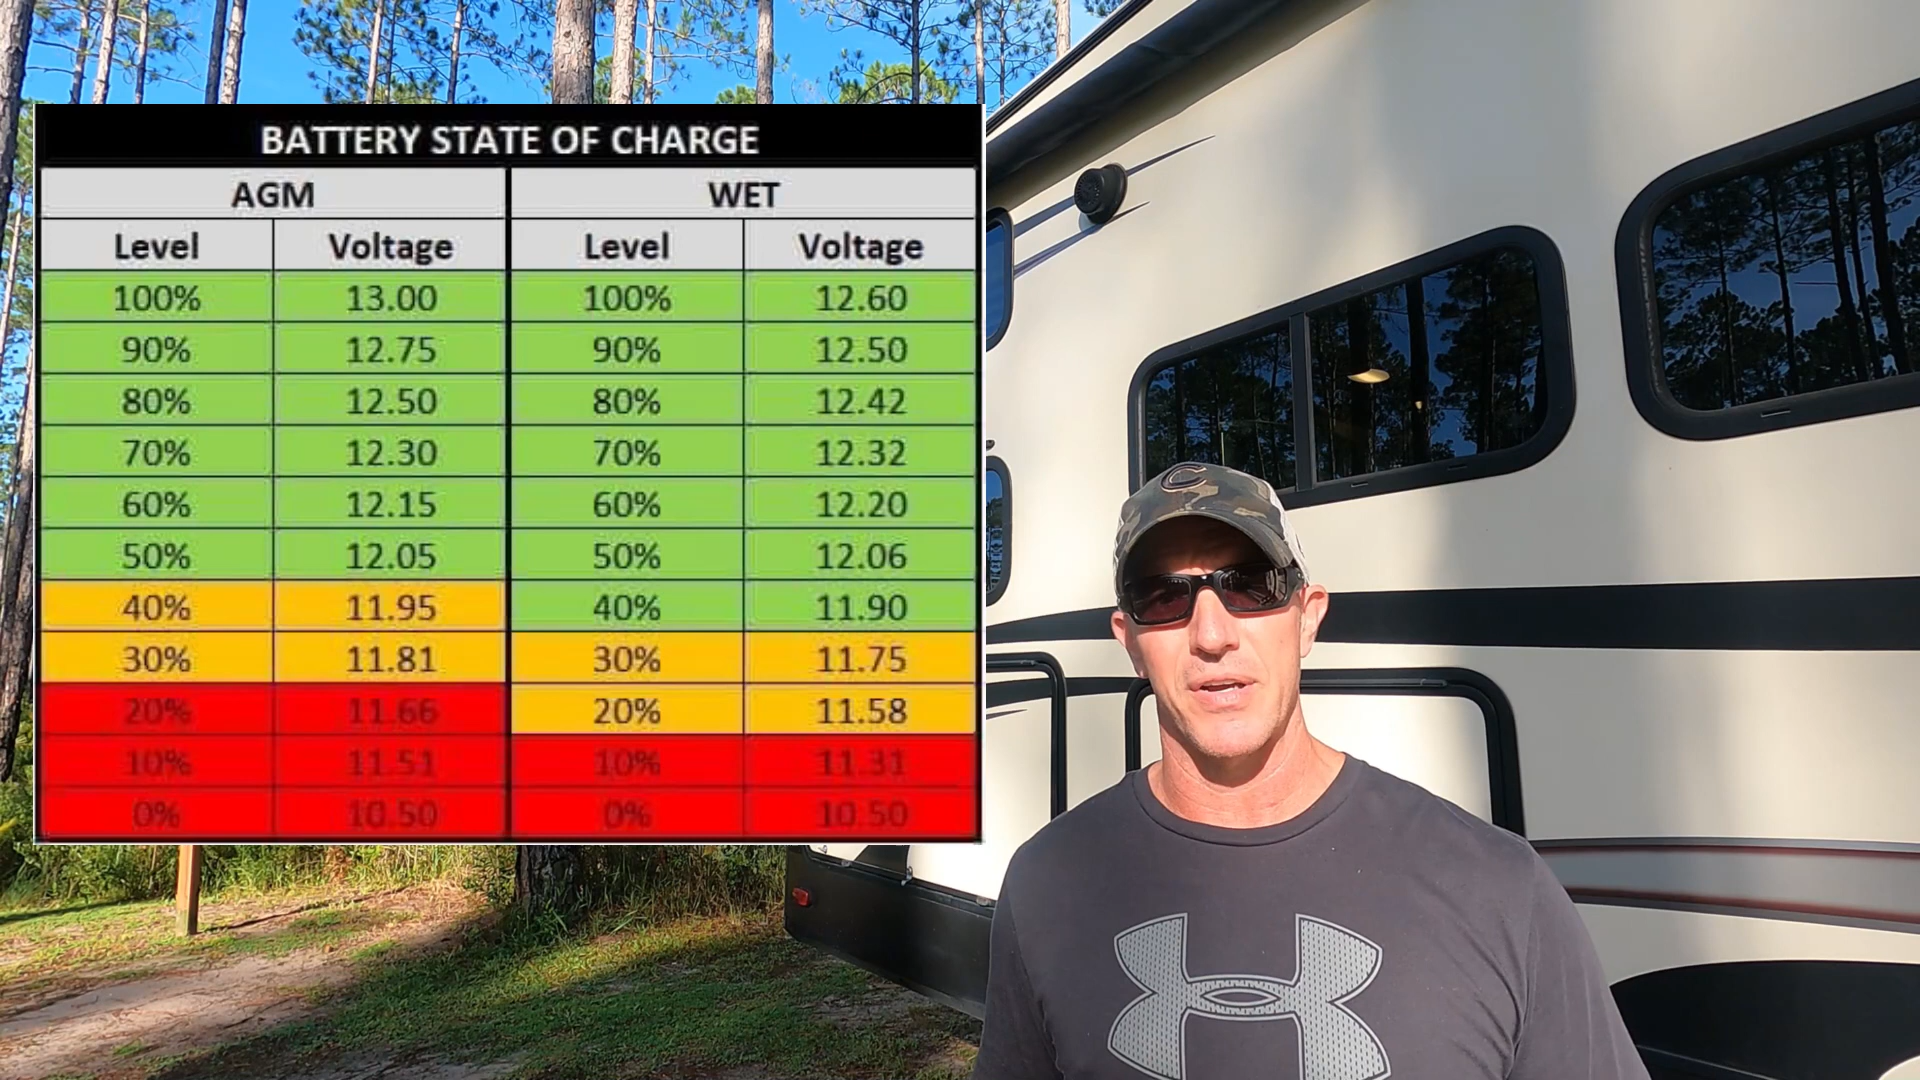 BATTERY STATE OF CHARGE
AGM WET
Level Voltage Level Voltage
100% 13.00 100% 12.60
90% 12.75 90% 12.50
80% 12.50 80% 12.42
70% 12.30 70% 12.32
60% 12.15 60% 12.20
50% 12.05 50% 12.06
40% 11.95 40% 11.90
30% 11.81 30% 11.75
20% 11.66 20% 11.58
10% 11.51 10% 11.31
0% 10.50 0% 10.50
C